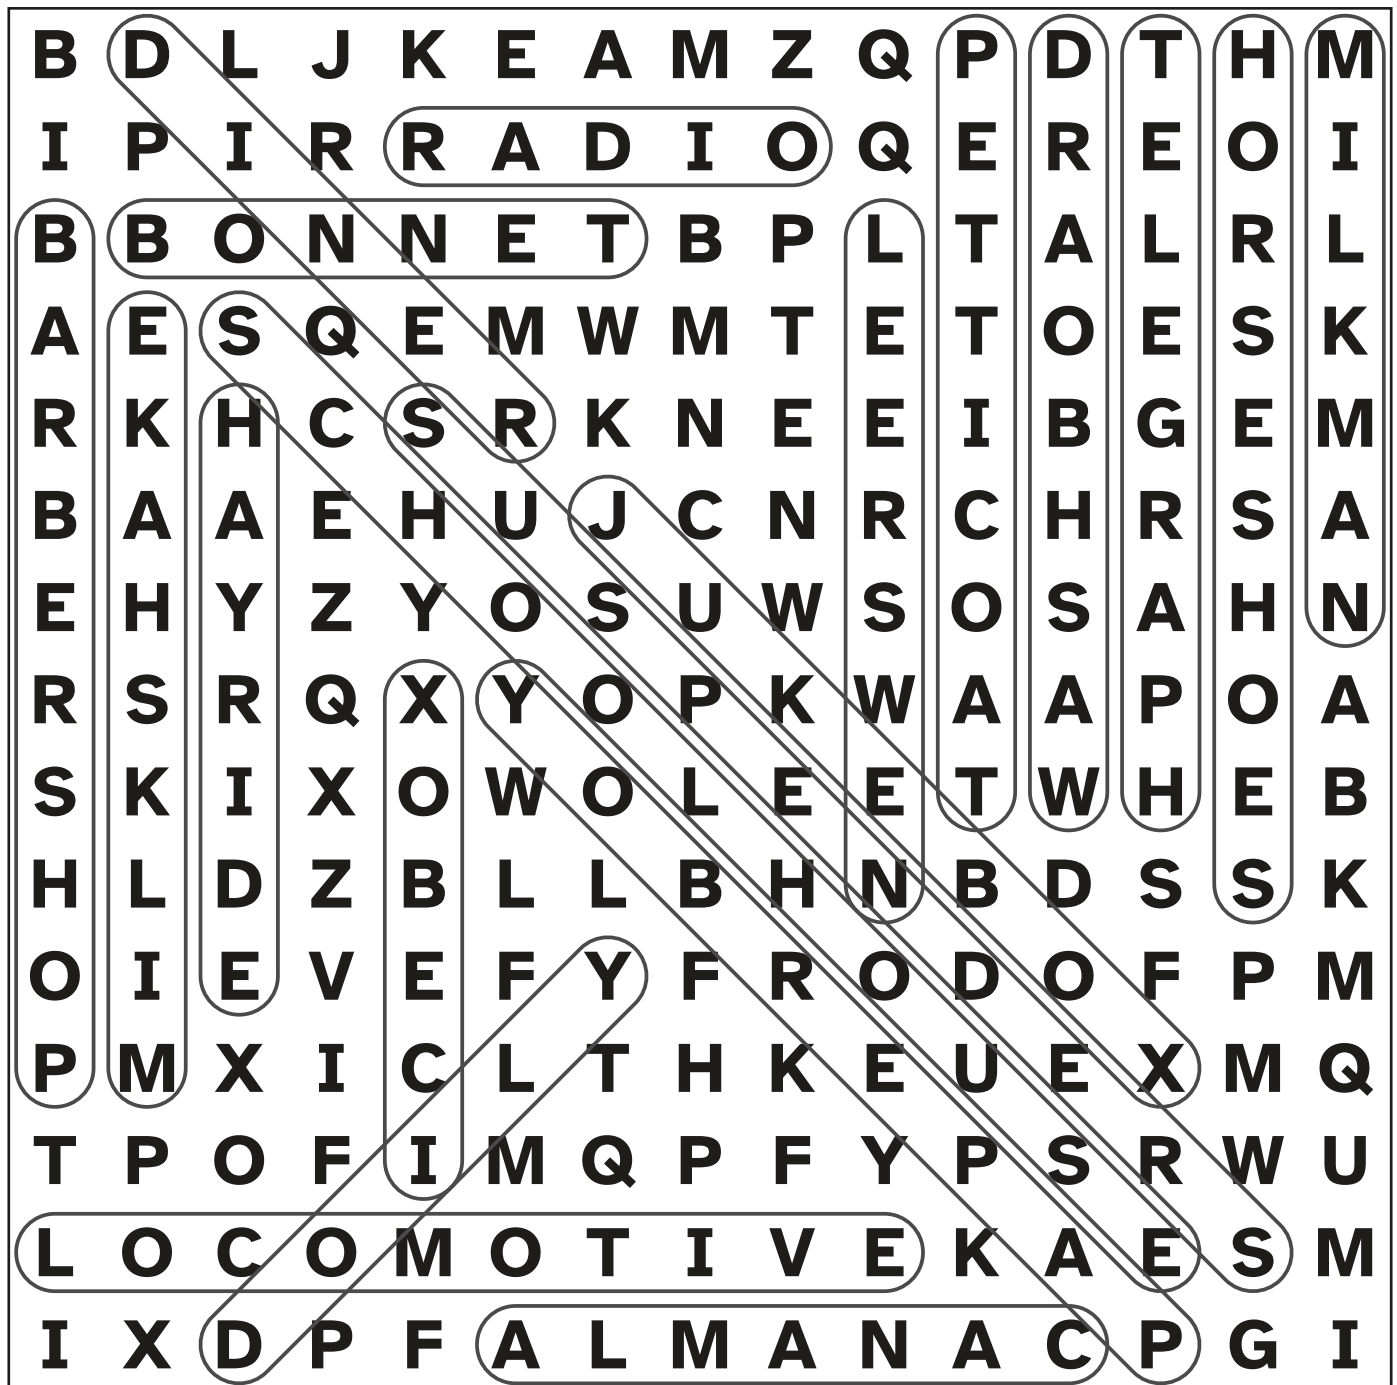 B D L J K E A M Z Q P D T H M
I P I R R A D I O Q E R E O I
B B O N N E T B P L T A L R L
A E S Q E M W M T E T O E S K
R K H C S R K N E E I B G E M
B A A E H U J C N R C H R S A
E H Y Z Y O S U W S O S A H N
R S R Q X Y O P K W A A P O A
S K I X O W O L E E T W H E B
H L D Z B L L B H N B D S S K
O I E V E F Y F R O D O F P M
P M X I C L T H K E U E X M Q
T P O F I M Q P F Y P S R W U
L O C O M O T I V E K A E S M
I X D P F A L M A N A C P G I